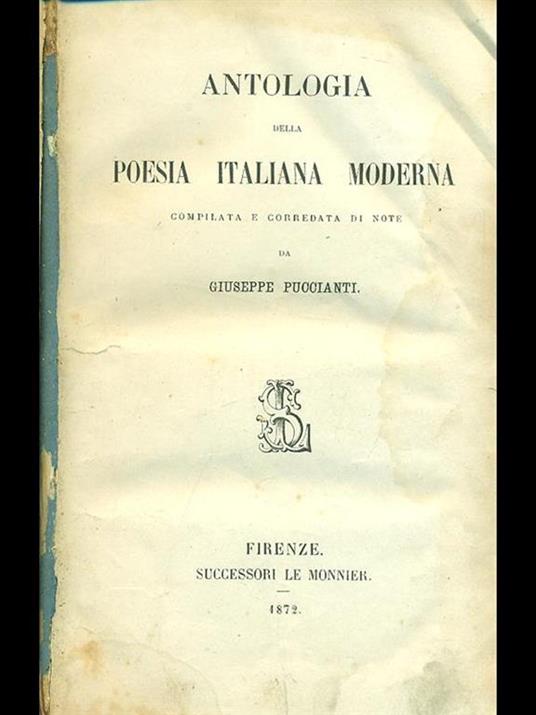 ANTOLOGIA
DELLA
POESIA ITALIANA MODERNA
COMPILATA E CORREDATA DI NOTE
DA
GIUSEPPE PUCCIANTI.
FIRENZE.
SUCCESSORI LE MONNIER.
1872.